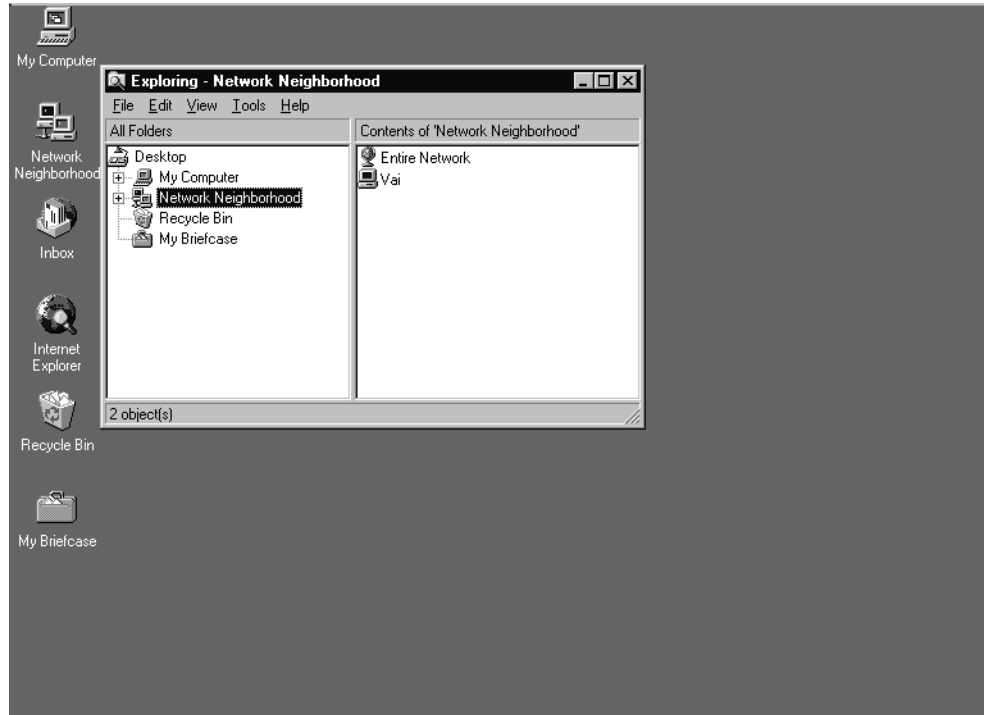 My Computer
Network
Neighborhood
Inbox
Internet
Explorer
Recycle Bin
My Briefcase
Exploring - Network Neighborhood
File Edit View Tools Help
All Folders
Contents of 'Network Neighborhood'
Desktop
My Computer
Network Neighborhood
Recycle Bin
My Briefcase
Entire Network
Vai
2 object(s)